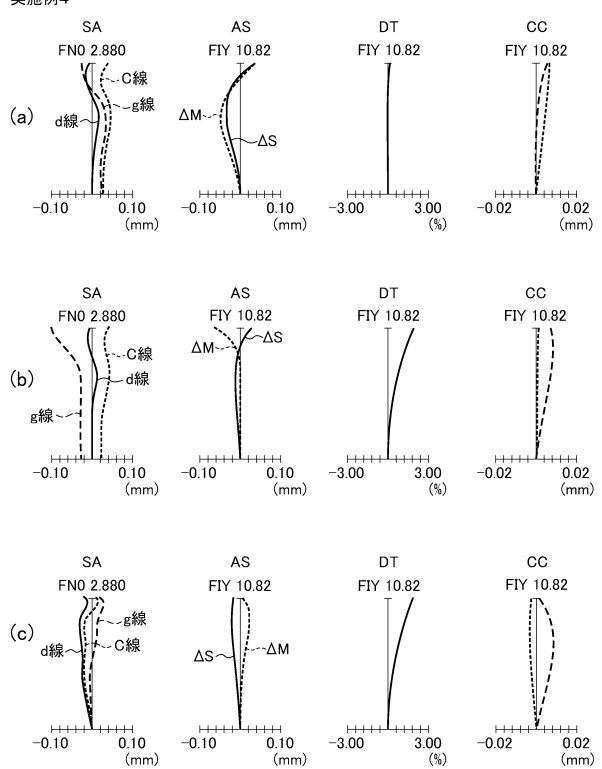 実施例4
SA AS DT CC
FNO 2.880 FIY 10.82 FIY 10.82 FIY 10.82
(a)
C線
g線
d線
ΔM
ΔS
-0.10 0.10 -0.10 0.10 -3.00 3.00 -0.02 0.02
(mm) (mm) (%) (mm)
SA AS DT CC
FNO 2.880 FIY 10.82 FIY 10.82 FIY 10.82
(b)
C線
d線
g線
ΔM
ΔS
-0.10 0.10 -0.10 0.10 -3.00 3.00 -0.02 0.02
(mm) (mm) (%) (mm)
SA AS DT CC
FNO 2.880 FIY 10.82 FIY 10.82 FIY 10.82
(c)
g線
d線
C線
ΔS
ΔM
-0.10 0.10 -0.10 0.10 -3.00 3.00 -0.02 0.02
(mm) (mm) (%) (mm)